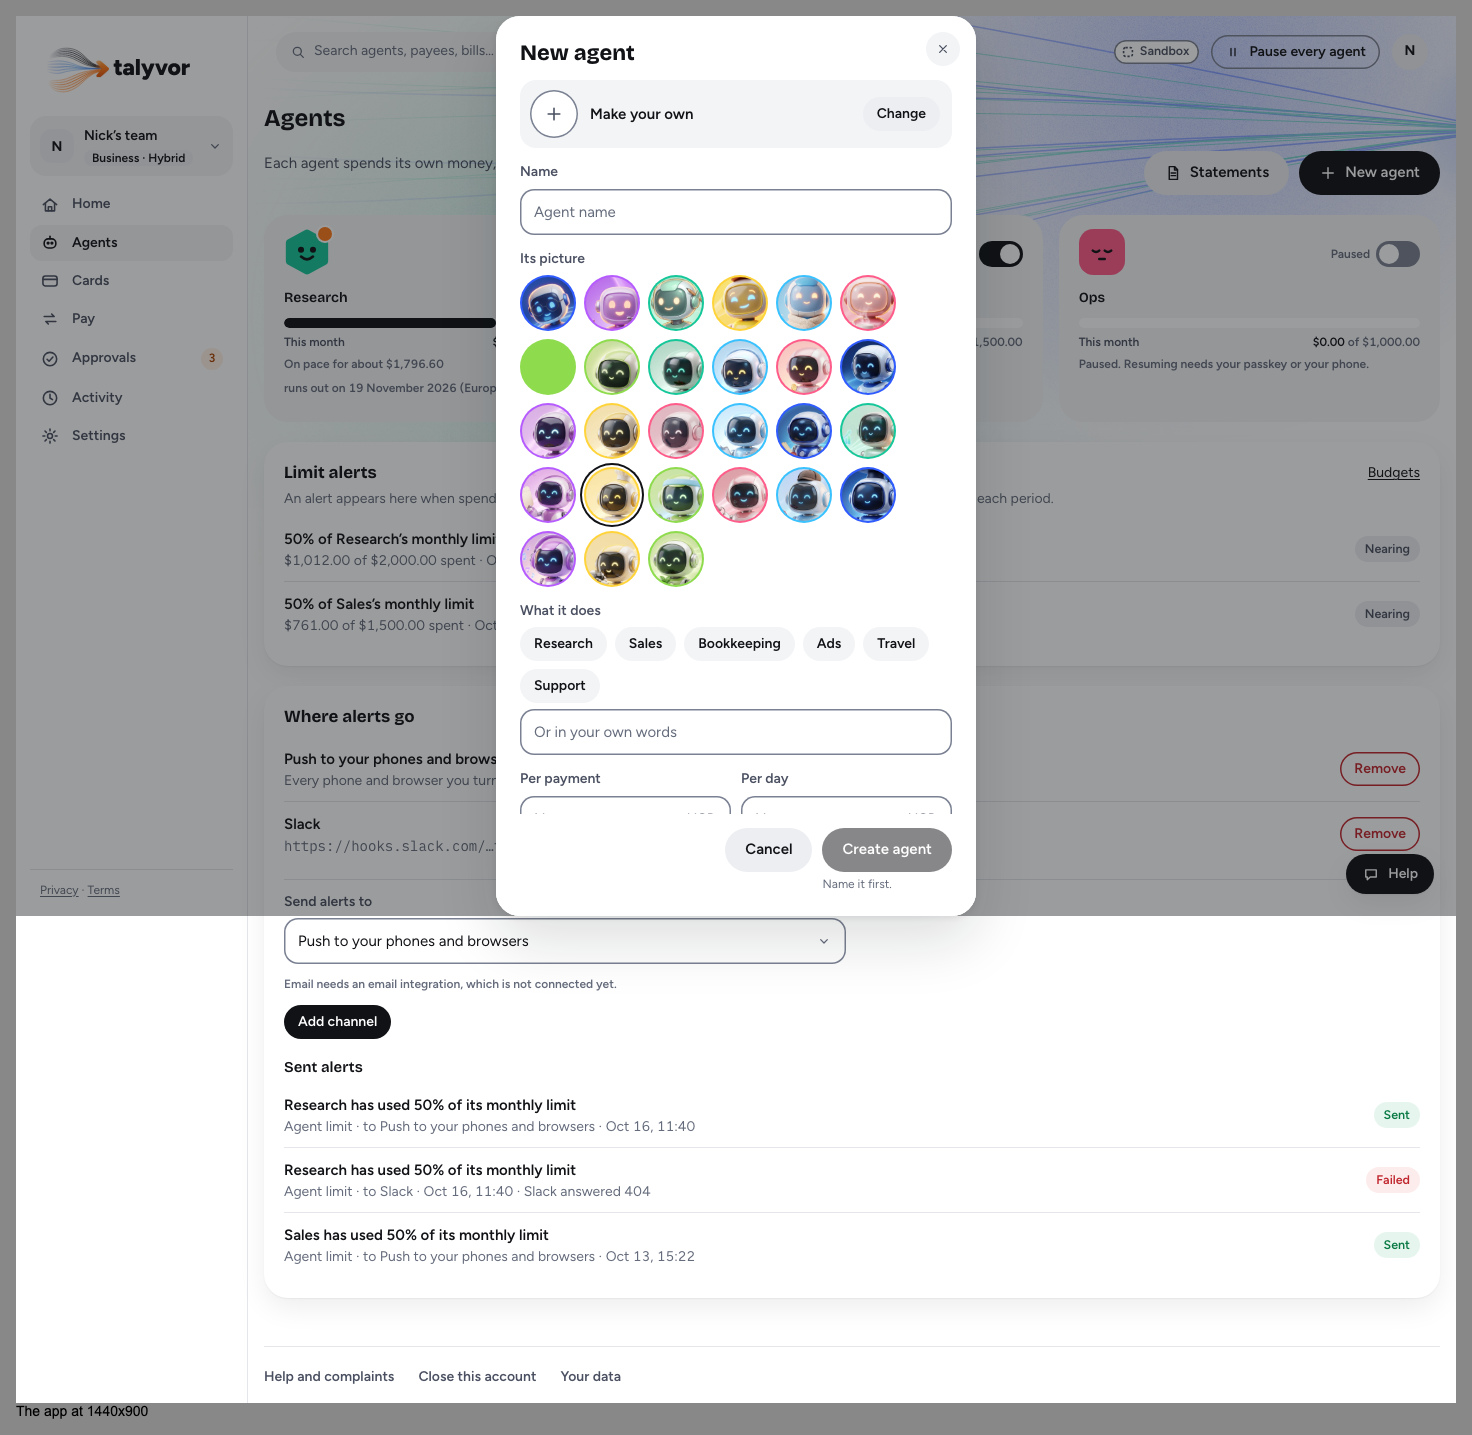 talyvor
N
Nick's team
Business · Hybrid
Home
Agents
Cards
Pay
Approvals
3
Activity
Settings
Privacy · Terms
Search agents, payees, bills...
Sandbox
Pause every agent
N
Agents
Each agent spends its own money,
Statements
New agent
Research
This month
On pace for about $1,796.60
runs out on 19 November 2026 (Europ
,500.00
Paused
Ops
This month
$0.00 of $1,000.00
Paused. Resuming needs your passkey or your phone.
Limit alerts
Budgets
An alert appears here when spend
each period.
50% of Research's monthly limi
$1,012.00 of $2,000.00 spent · O
Nearing
50% of Sales's monthly limit
$761.00 of $1,500.00 spent · Oct
Nearing
Where alerts go
Push to your phones and brows
Every phone and browser you turn
Remove
Slack
https://hooks.slack.com/…
Remove
Help
Send alerts to
Push to your phones and browsers
Email needs an email integration, which is not connected yet.
Add channel
Sent alerts
Research has used 50% of its monthly limit
Agent limit · to Push to your phones and browsers · Oct 16, 11:40
Sent
Research has used 50% of its monthly limit
Agent limit · to Slack · Oct 16, 11:40 · Slack answered 404
Failed
Sales has used 50% of its monthly limit
Agent limit · to Push to your phones and browsers · Oct 13, 15:22
Sent
Help and complaints
Close this account
Your data
New agent
Make your own
Change
Name
Agent name
Its picture
What it does
Research
Sales
Bookkeeping
Ads
Travel
Support
Or in your own words
Per payment
Per day
Cancel
Create agent
Name it first.
The app at 1440x900